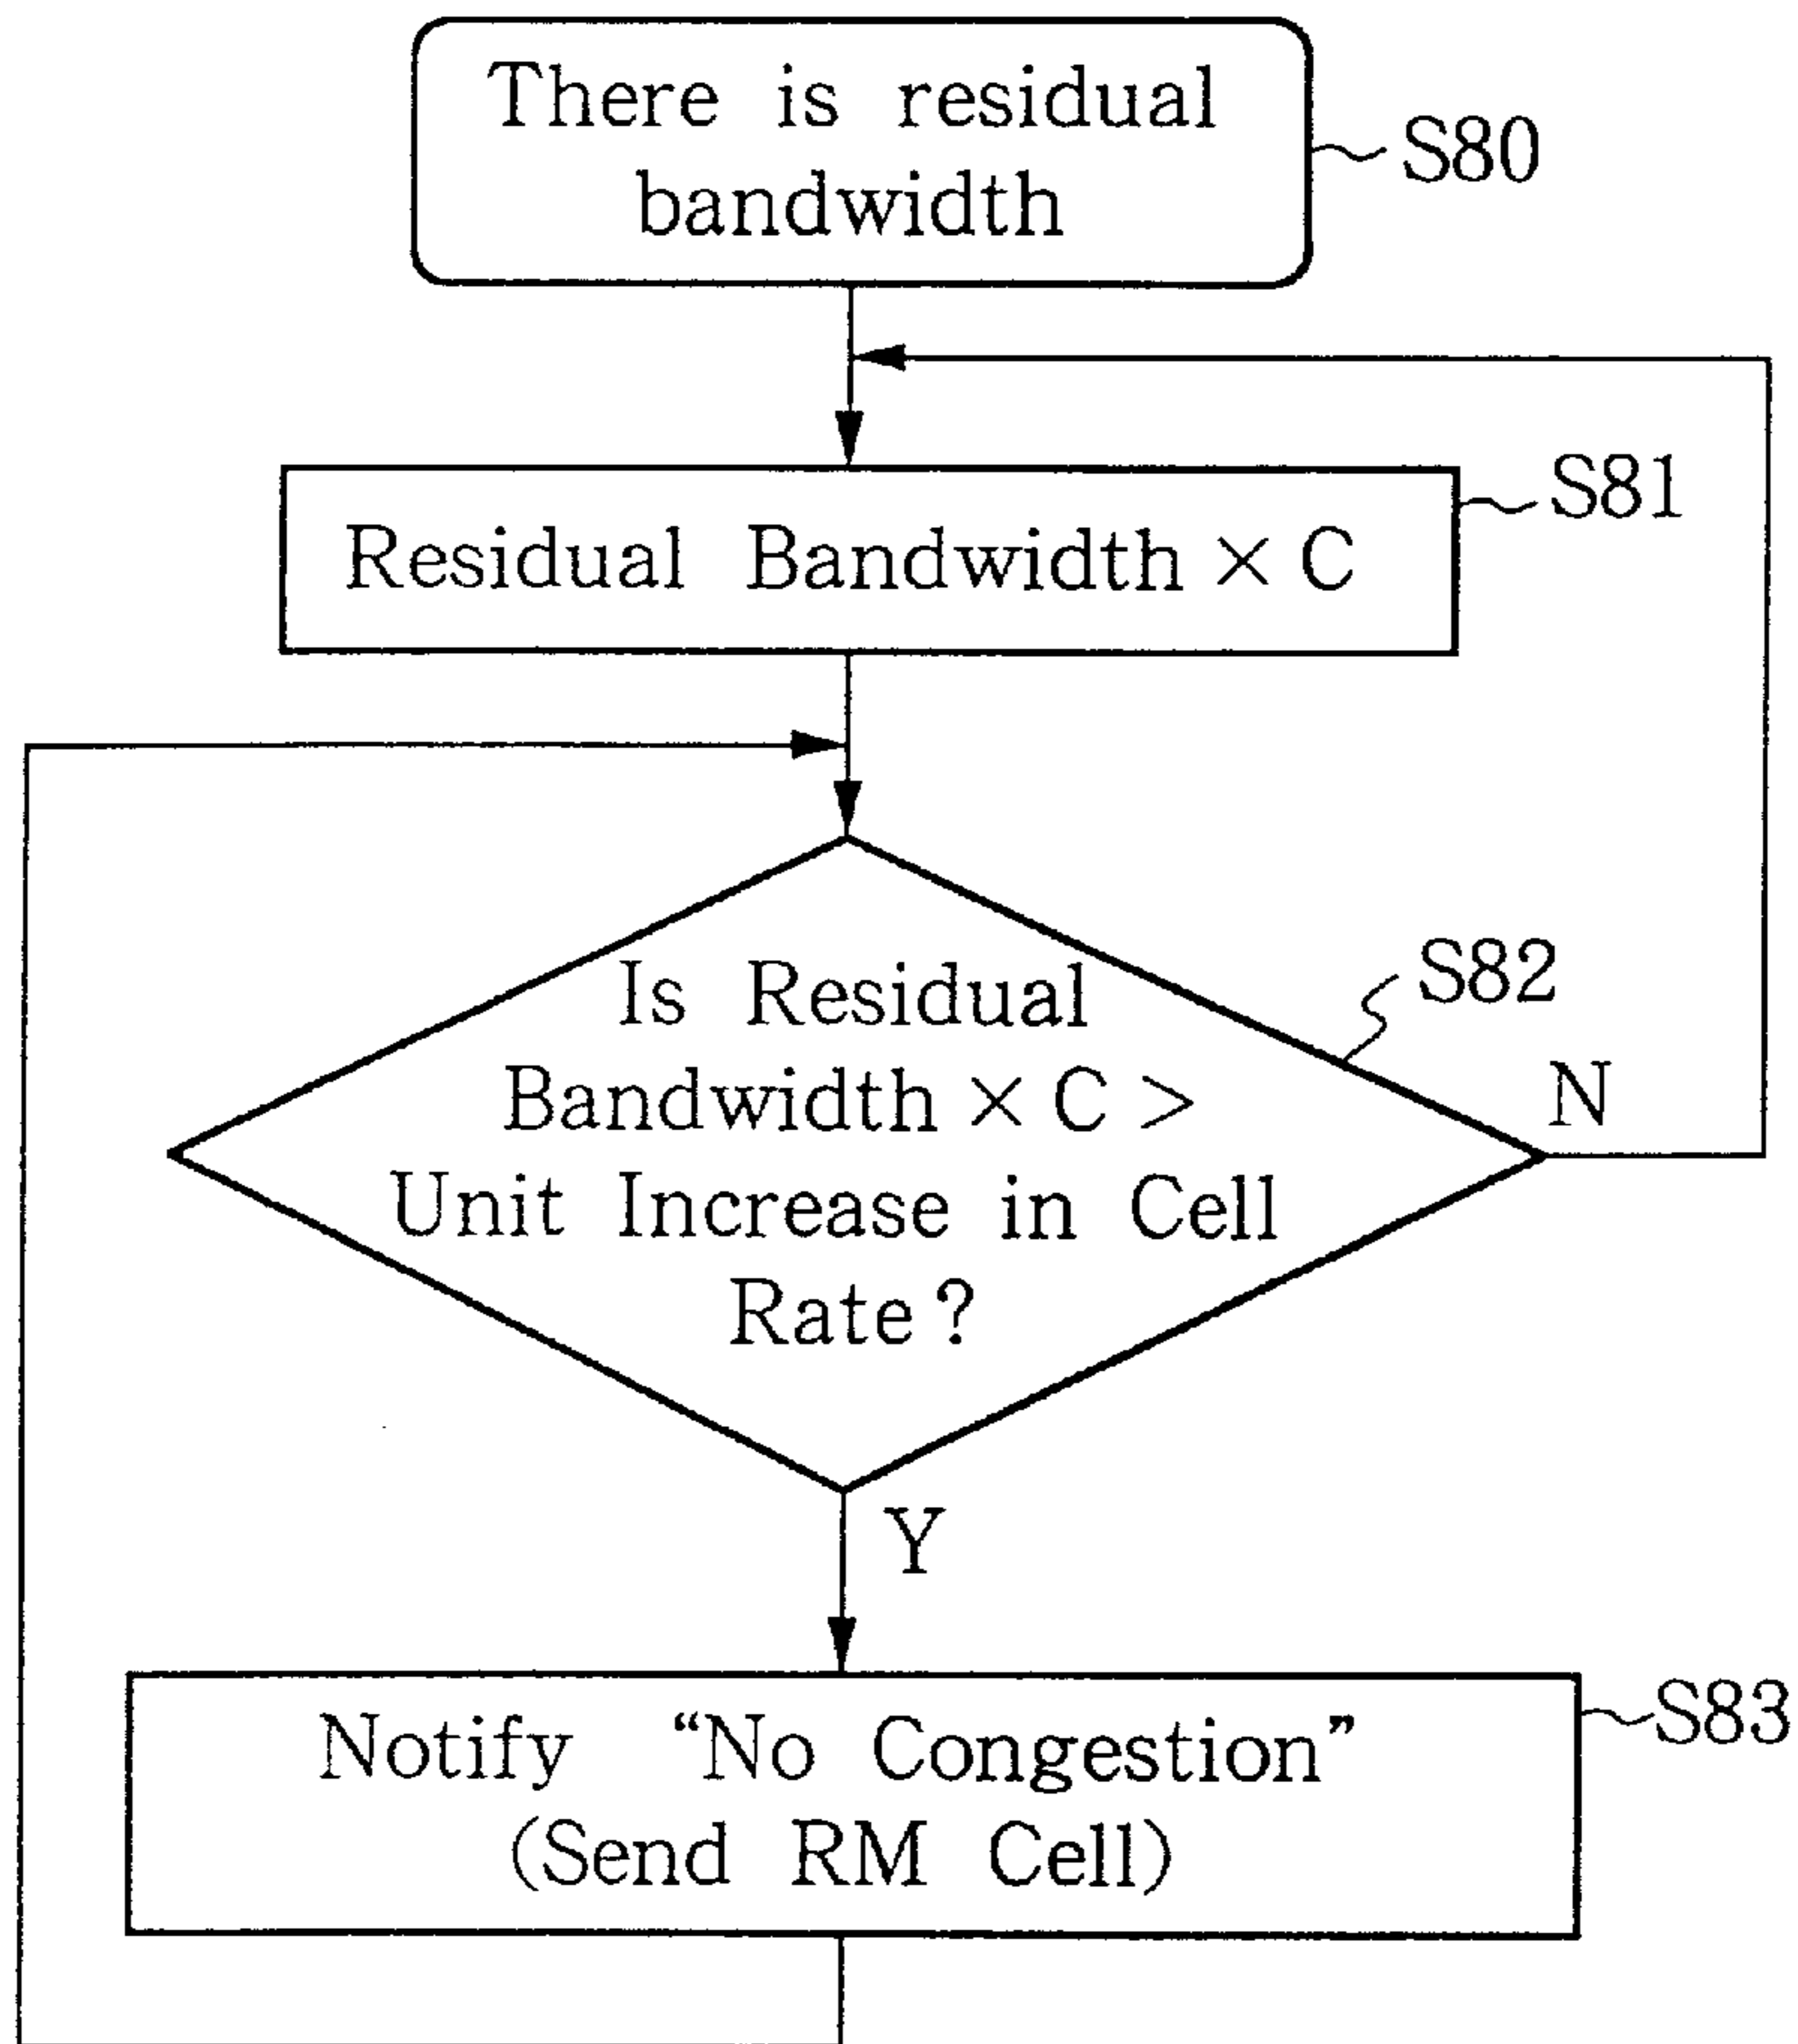 There is residual
bandwidth
S80
S81
Residual Bandwidth × C
S82
Is Residual
Bandwidth × C >
Unit Increase in Cell
Rate?
N
Y
S83
Notify “No Congestion”
(Send RM Cell)